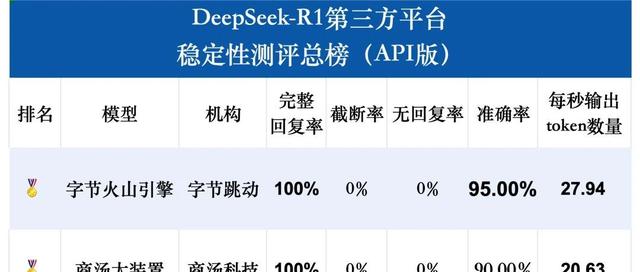 DeepSeek-R1第三方平台
稳定性测评总榜（API版）
排名 模型 机构 完整回复率 截断率 无回复率 准确率 每秒输出token数量
字节火山引擎 字节跳动 100% 0% 0% 95.00% 27.94
商汤大装置 商汤科技 100% 0% 0% 90.00% 20.63